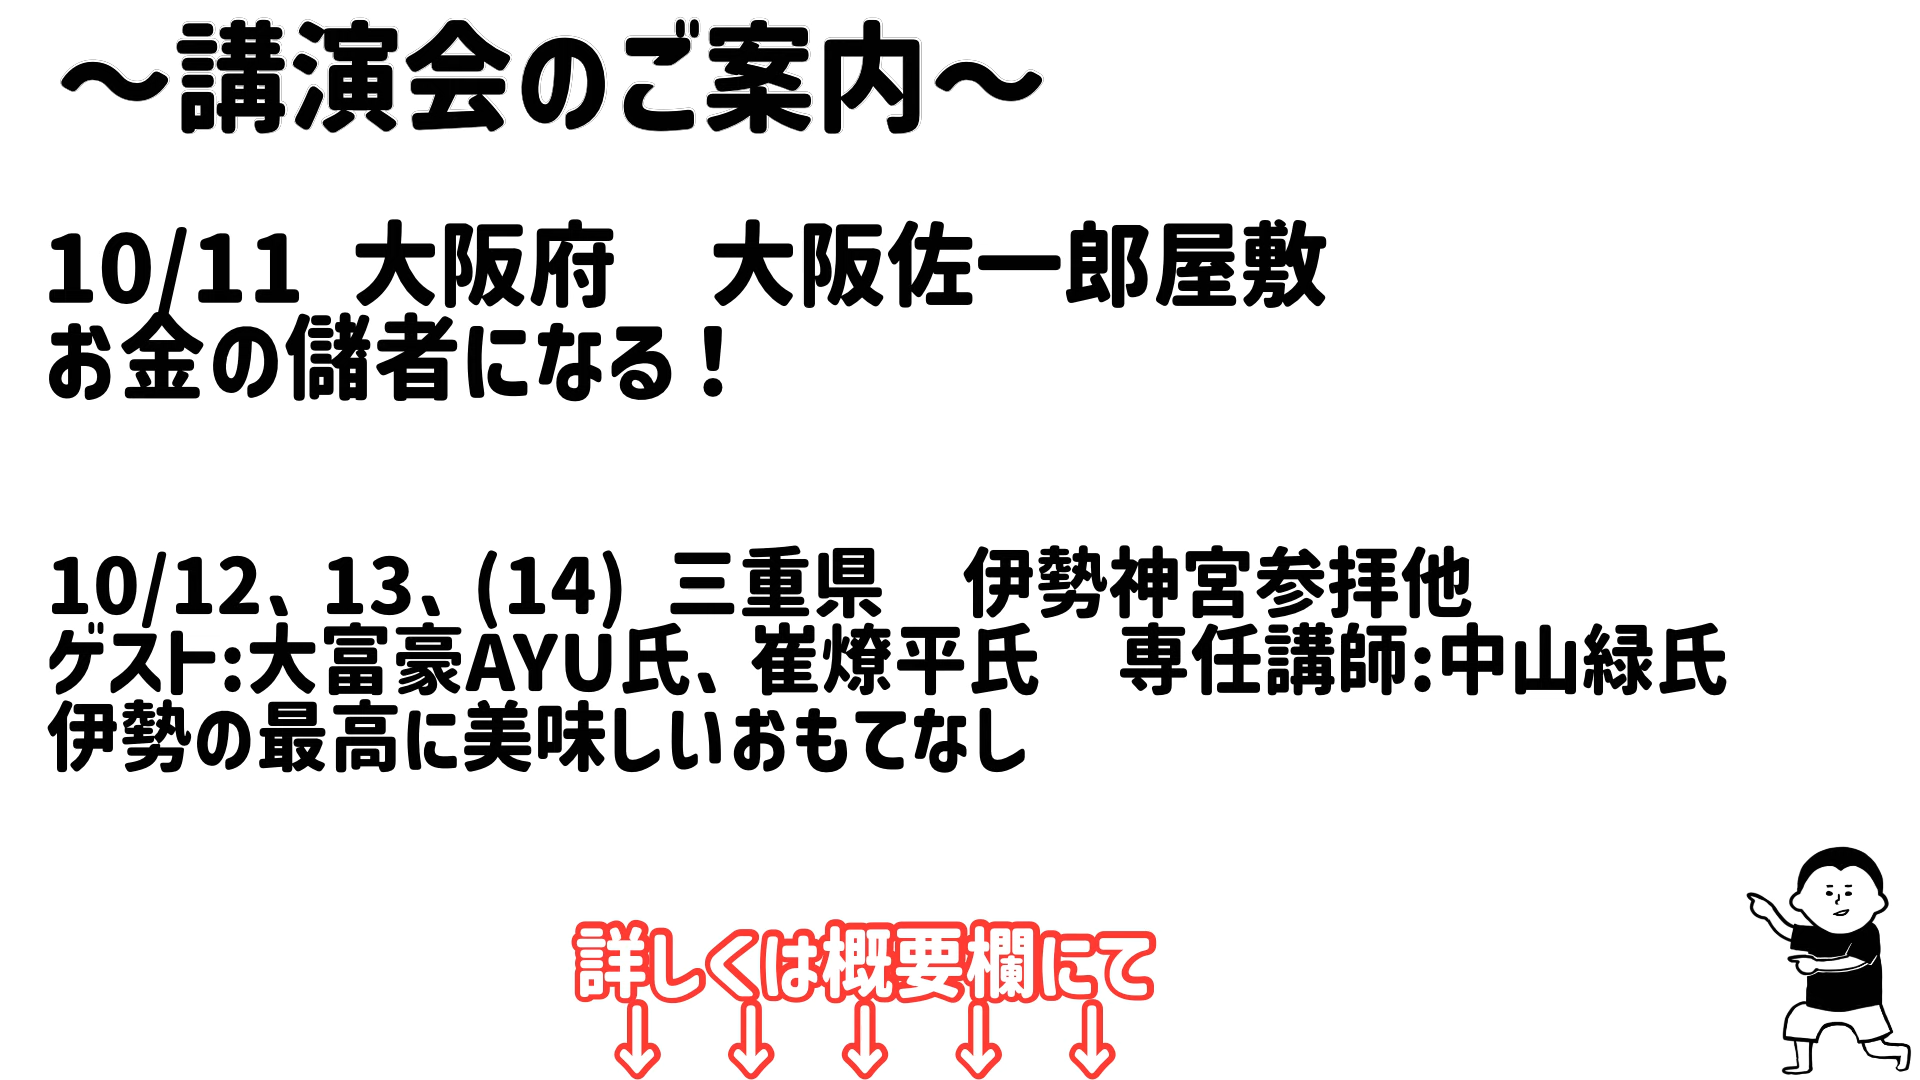 ～講演会のご案内～
10/11 大阪府　大阪佐一郎屋敷
お金の儲者になる！
10/12、13、(14) 三重県　伊勢神宮参拝他
ゲスト:大富豪AYU氏、崔燎平氏　専任講師:中山緑氏
伊勢の最高に美味しいおもてなし
詳しくは概要欄にて
↓ ↓ ↓ ↓ ↓